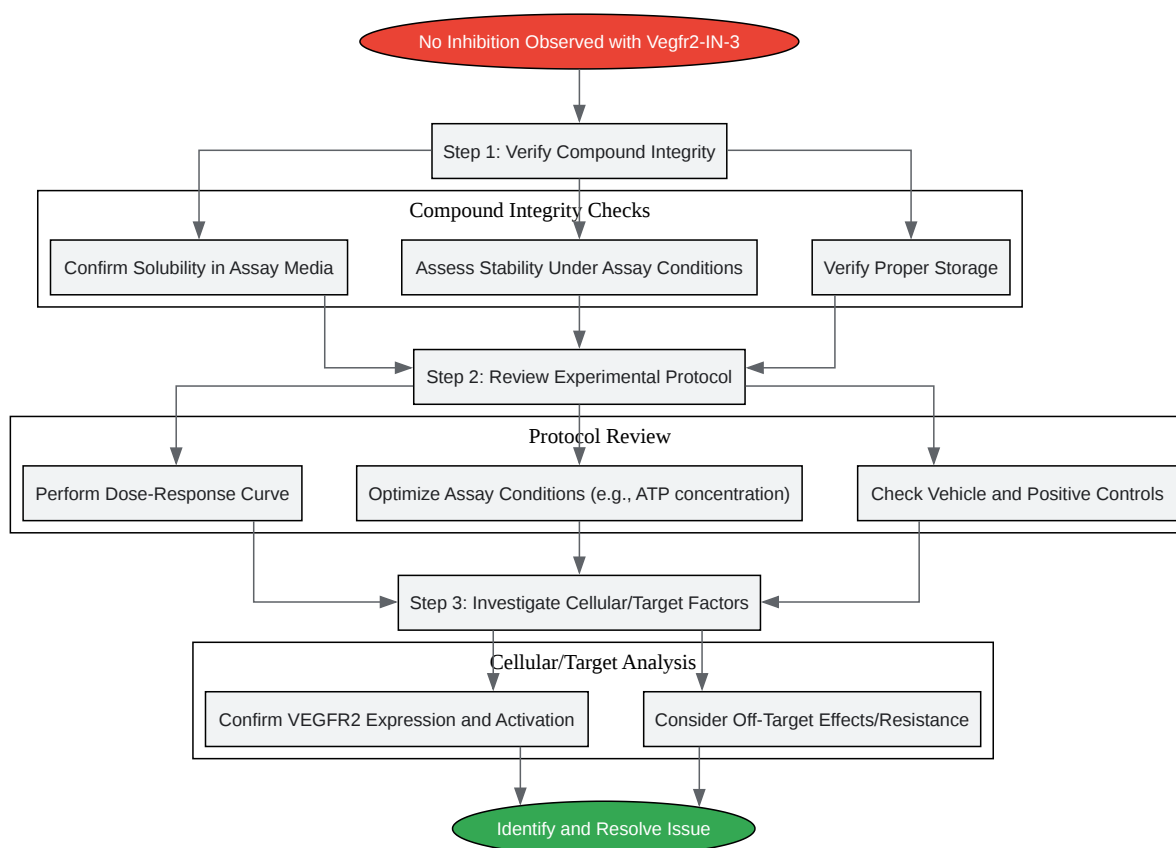 No Inhibition Observed with Vegfr2-IN-3
Step 1: Verify Compound Integrity
Compound Integrity Checks
Confirm Solubility in Assay Media
Assess Stability Under Assay Conditions
Verify Proper Storage
Step 2: Review Experimental Protocol
Protocol Review
Perform Dose-Response Curve
Optimize Assay Conditions (e.g., ATP concentration)
Check Vehicle and Positive Controls
Step 3: Investigate Cellular/Target Factors
Cellular/Target Analysis
Confirm VEGFR2 Expression and Activation
Consider Off-Target Effects/Resistance
Identify and Resolve Issue